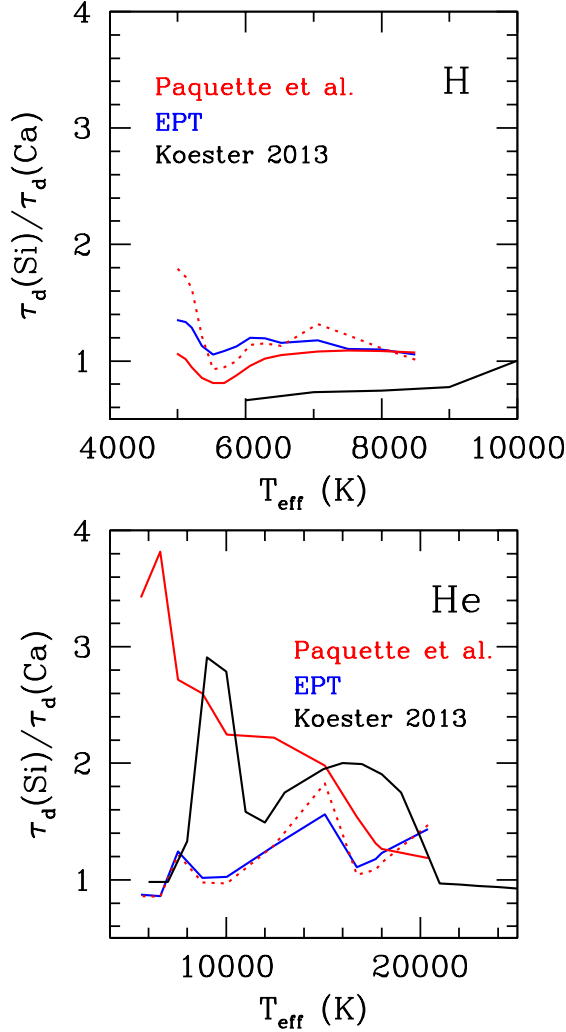 4
3
2
1
τd(Si)/τd(Ca)
H
Paquette et al.
EPT
Koester 2013
4000 6000 8000 10000
Teff (K)
4
3
2
1
τd(Si)/τd(Ca)
He
Paquette et al.
EPT
Koester 2013
10000 20000
Teff (K)